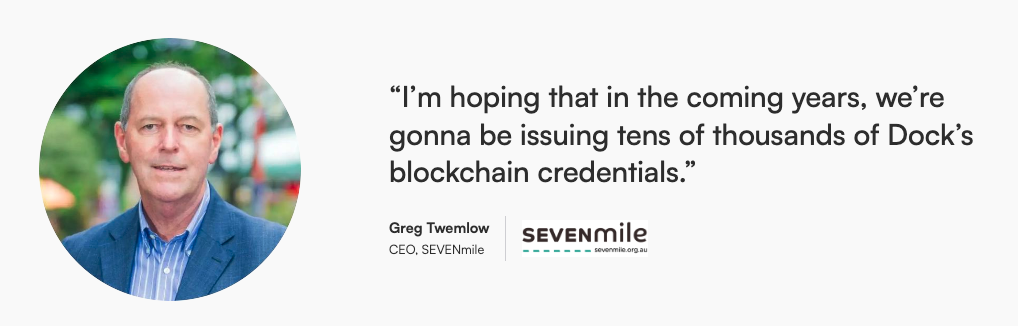 “I’m hoping that in the coming years, we’re
gonna be issuing tens of thousands of Dock’s
blockchain credentials.”
Greg Twemlow
CEO, SEVENmile
SEVENmile
sevenmile.org.au